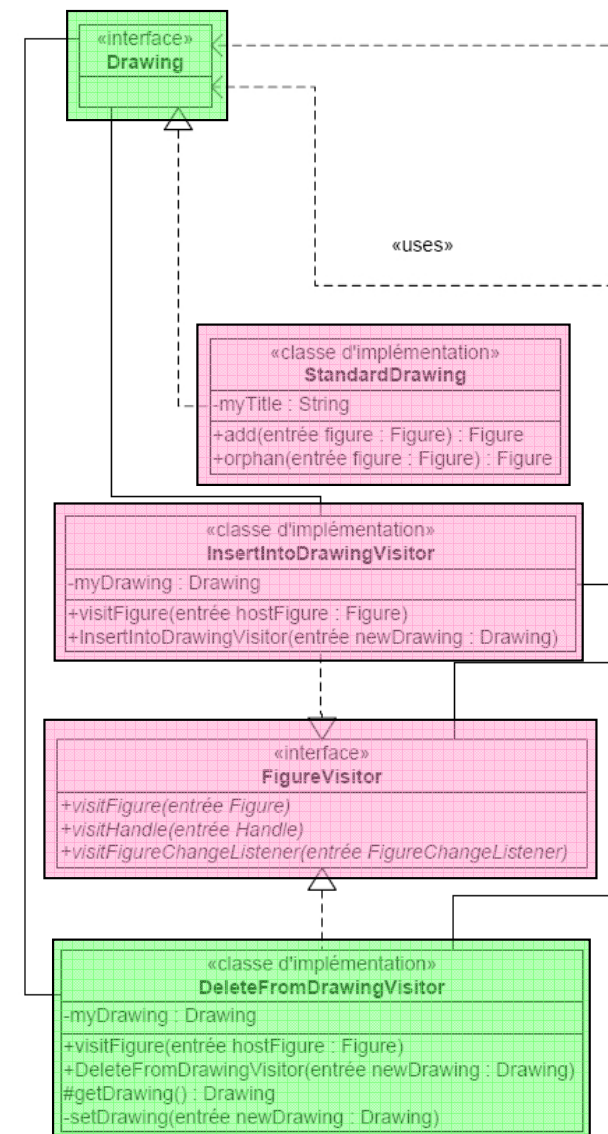 «interface»
Drawing
«uses»
«classe d'implémentation»
StandardDrawing
-myTitle : String
+add(entrée figure : Figure) : Figure
+orphan(entrée figure : Figure) : Figure
«classe d'implémentation»
InsertIntoDrawingVisitor
-myDrawing : Drawing
+visitFigure(entrée hostFigure : Figure)
+InsertIntoDrawingVisitor(entrée newDrawing : Drawing)
«interface»
FigureVisitor
+visitFigure(entrée Figure)
+visitHandle(entrée Handle)
+visitFigureChangeListener(entrée FigureChangeListener)
«classe d'implémentation»
DeleteFromDrawingVisitor
-myDrawing : Drawing
+visitFigure(entrée hostFigure : Figure)
+DeleteFromDrawingVisitor(entrée newDrawing : Drawing)
#getDrawing() : Drawing
-setDrawing(entrée newDrawing : Drawing)